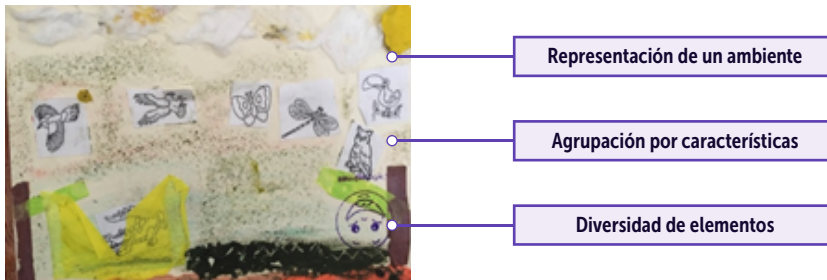 Representación de un ambiente
Agrupación por características
Diversidad de elementos